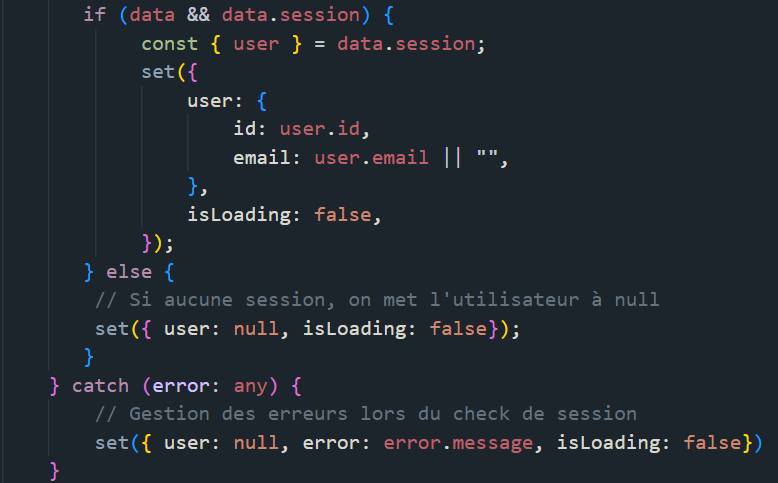 if (data && data.session) {
const { user } = data.session;
set({
user: {
id: user.id,
email: user.email || "",
},
isLoading: false,
});
} else {
// Si aucune session, on met l'utilisateur à null
set({ user: null, isLoading: false});
}
} catch (error: any) {
// Gestion des erreurs lors du check de session
set({ user: null, error: error.message, isLoading: false})
}